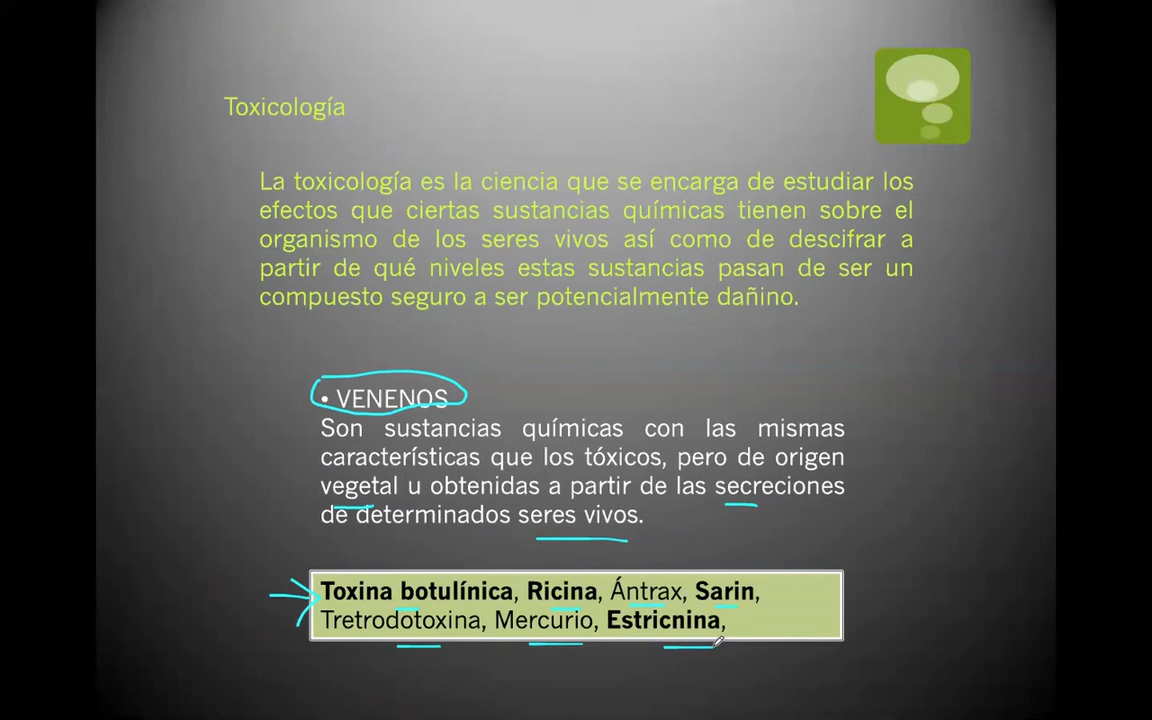 Toxicología
La toxicología es la ciencia que se encarga de estudiar los
efectos que ciertas sustancias químicas tienen sobre el
organismo de los seres vivos así como de descifrar a
partir de qué niveles estas sustancias pasan de ser un
compuesto seguro a ser potencialmente dañino.
• VENENOS
Son sustancias químicas con las mismas
características que los tóxicos, pero de origen
vegetal u obtenidas a partir de las secreciones
de determinados seres vivos.
Toxina botulínica, Ricina, Ántrax, Sarin,
Tretrodotoxina, Mercurio, Estricnina,